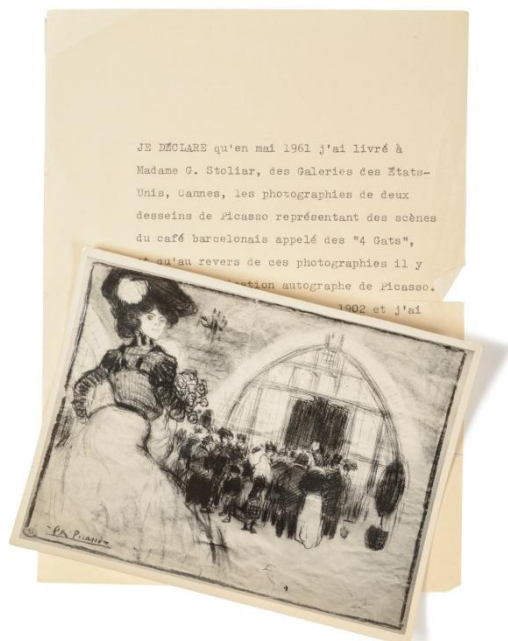 JE DÉCLARE qu'en mai 1961 j'ai livré à
Madame G. Stoliar, des Galeries des États-
Unis, Cannes, les photographies de deux
desseins de Picasso représentant des scènes
du café barcelonais appelé des "4 Gats",
qu'au revers de ces photographies il y
autographe de Picasso.
1902 et j'ai
-P.R. Picasso-